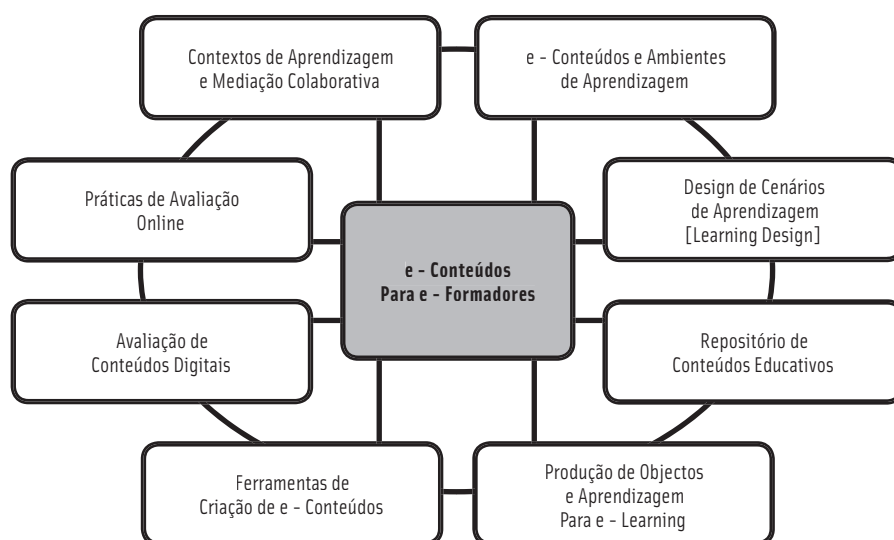 Contextos de Aprendizagem
e Mediação Colaborativa
e - Conteúdos e Ambientes
de Aprendizagem
Práticas de Avaliação
Online
Design de Cenários
de Aprendizagem
[Learning Design]
e - Conteúdos
Para e - Formadores
Avaliação de
Conteúdos Digitais
Repositório de
Conteúdos Educativos
Ferramentas de
Criação de e - Conteúdos
Produção de Objectos
e Aprendizagem
Para e - Learning